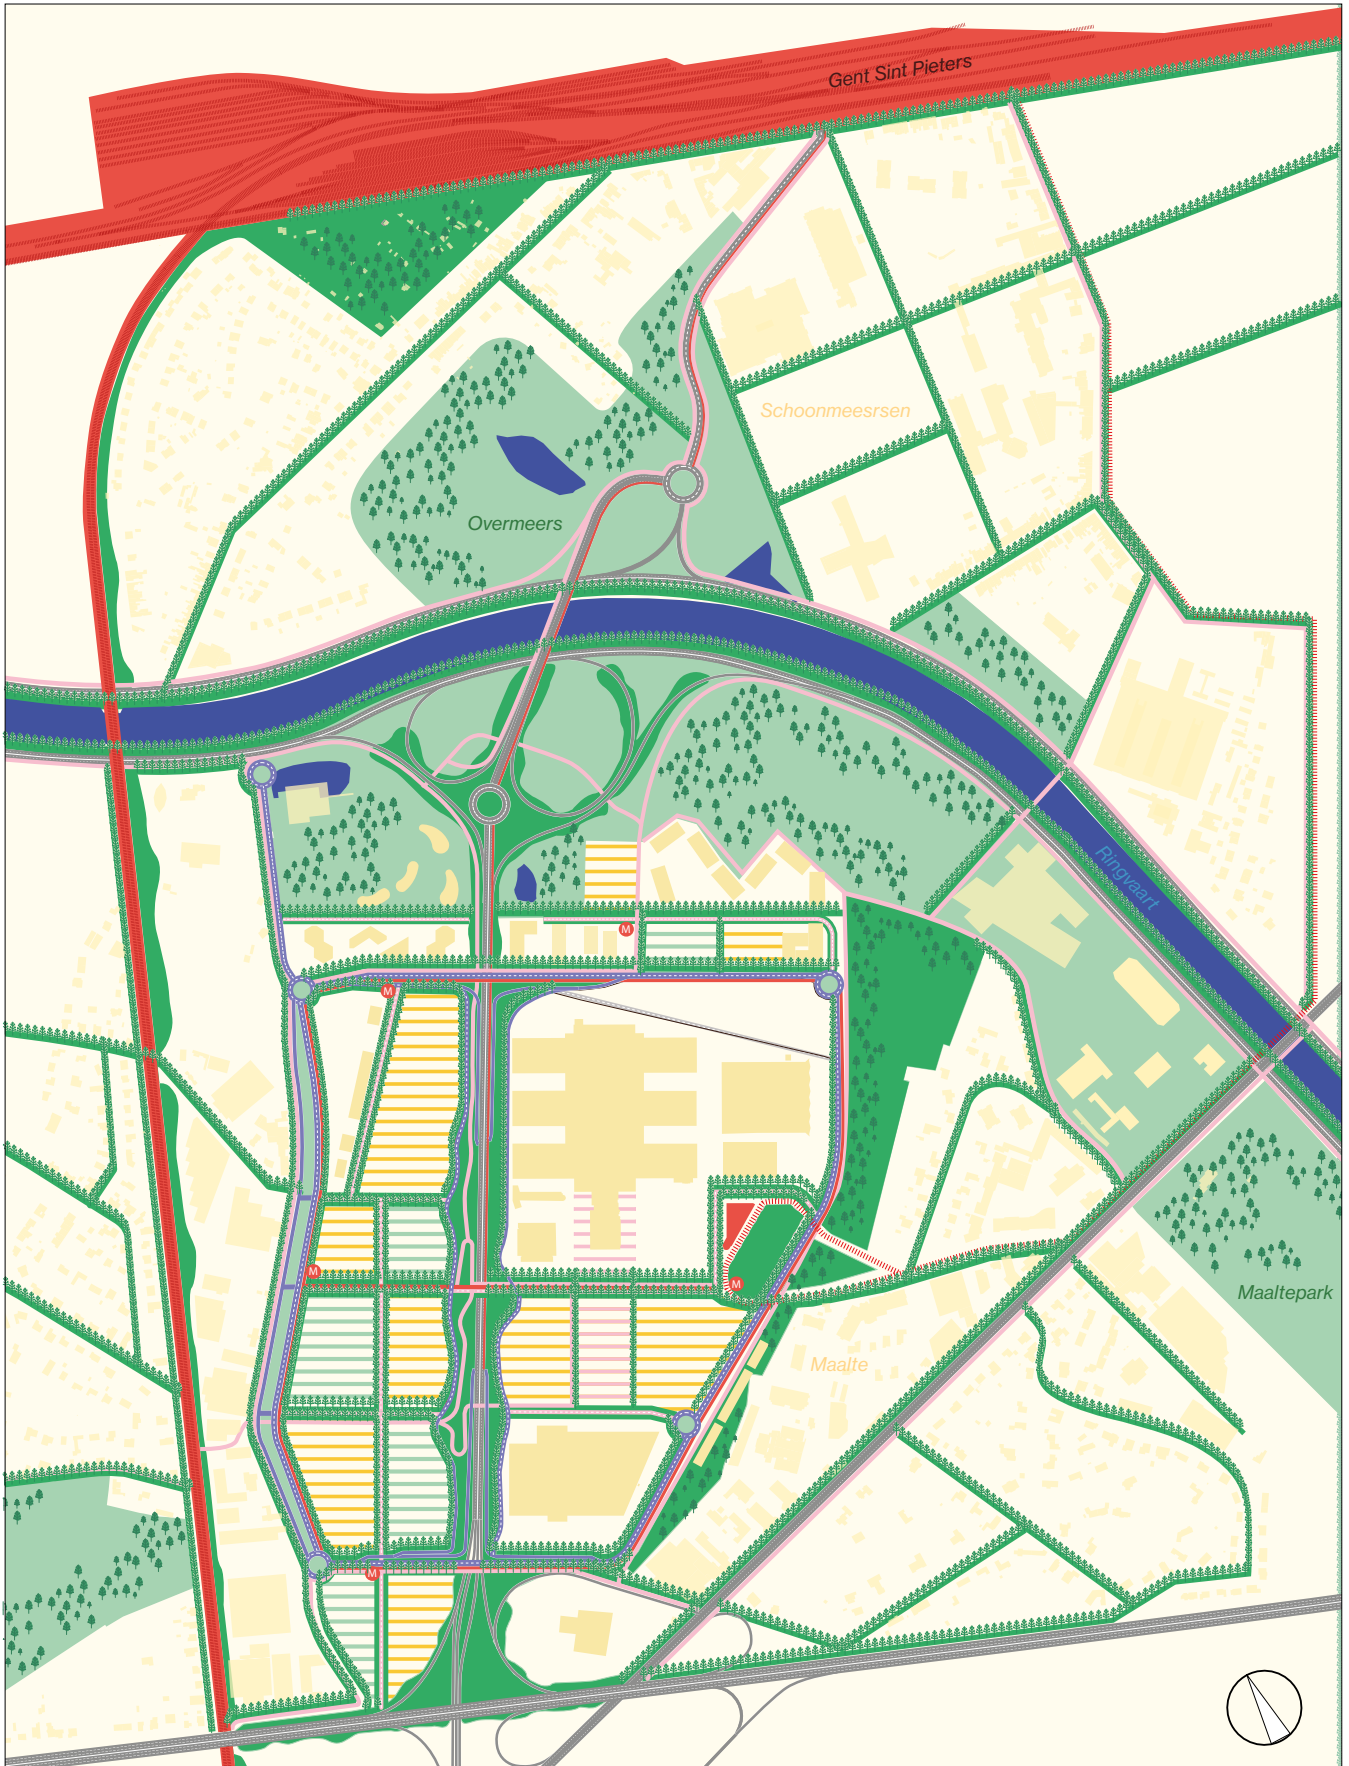 Gent Sint Pieters
Schoonmeesrsen
Overmeers
Ringvaart
M
M
M
Maaltepark
M
Maalte
M